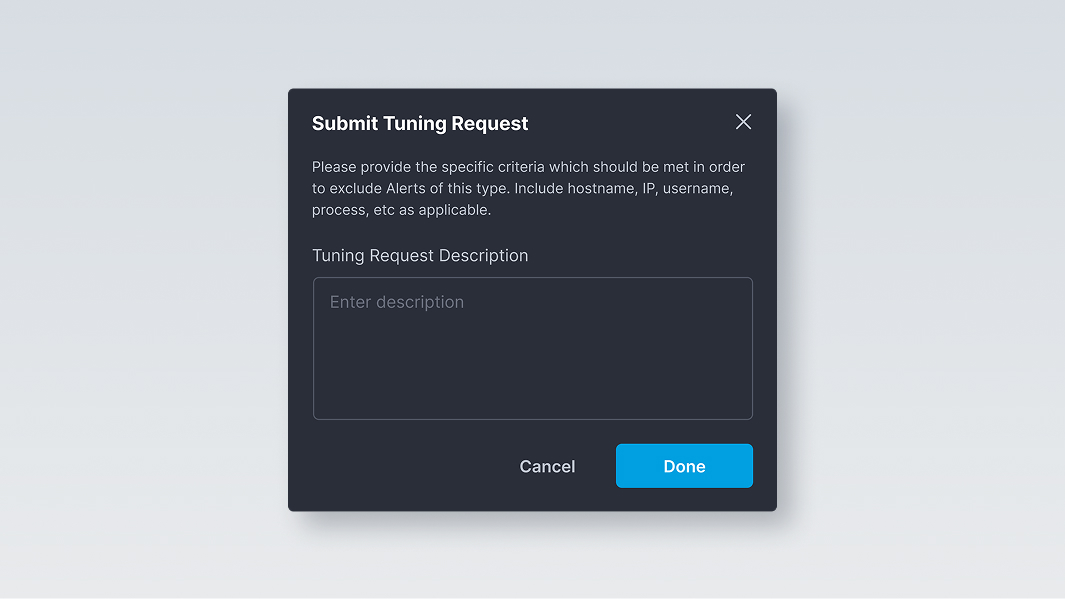 Submit Tuning Request
Please provide the specific criteria which should be met in order
to exclude Alerts of this type. Include hostname, IP, username,
process, etc as applicable.
Tuning Request Description
Enter description
Cancel
Done